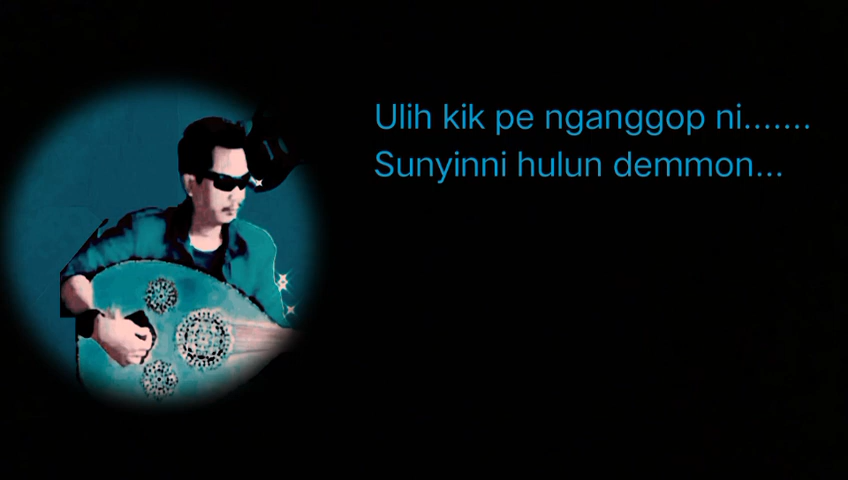 Ulih kik pe nganggop ni.......
Sunyinni hulun demmon...